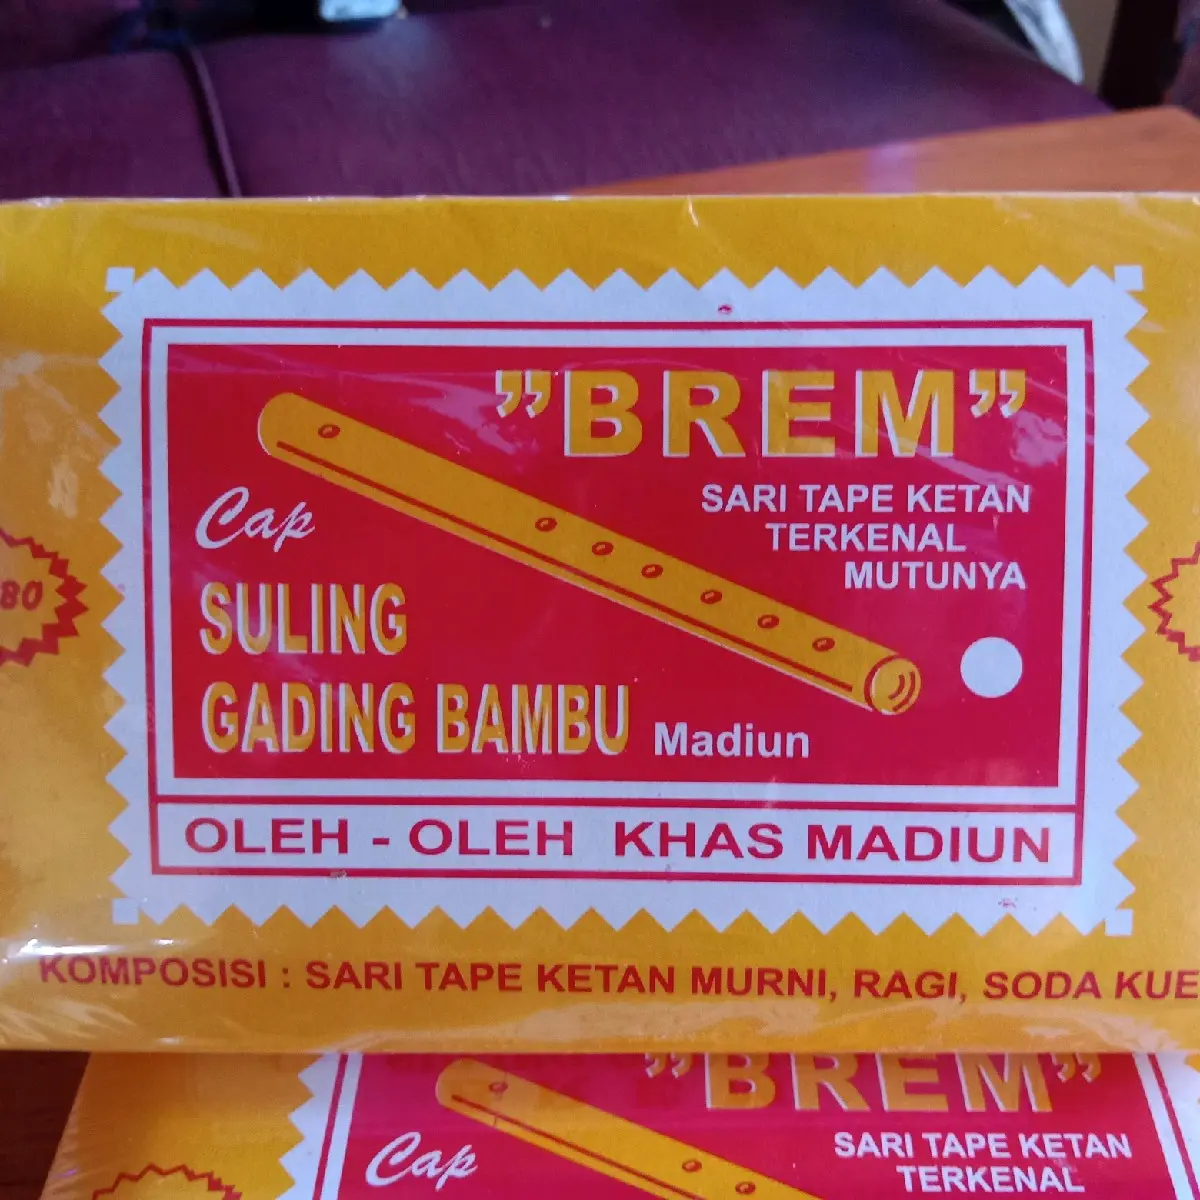 "BREM"
SARI TAPE KETAN
TERKENAL
MUTUNYA
Cap
SULING
GADING BAMBU Madiun
OLEH - OLEH KHAS MADIUN
80
KOMPOSISI : SARI TAPE KETAN MURNI, RAGI, SODA KUE
"BREM"
SARI TAPE KETAN
TERKENAL
Cap